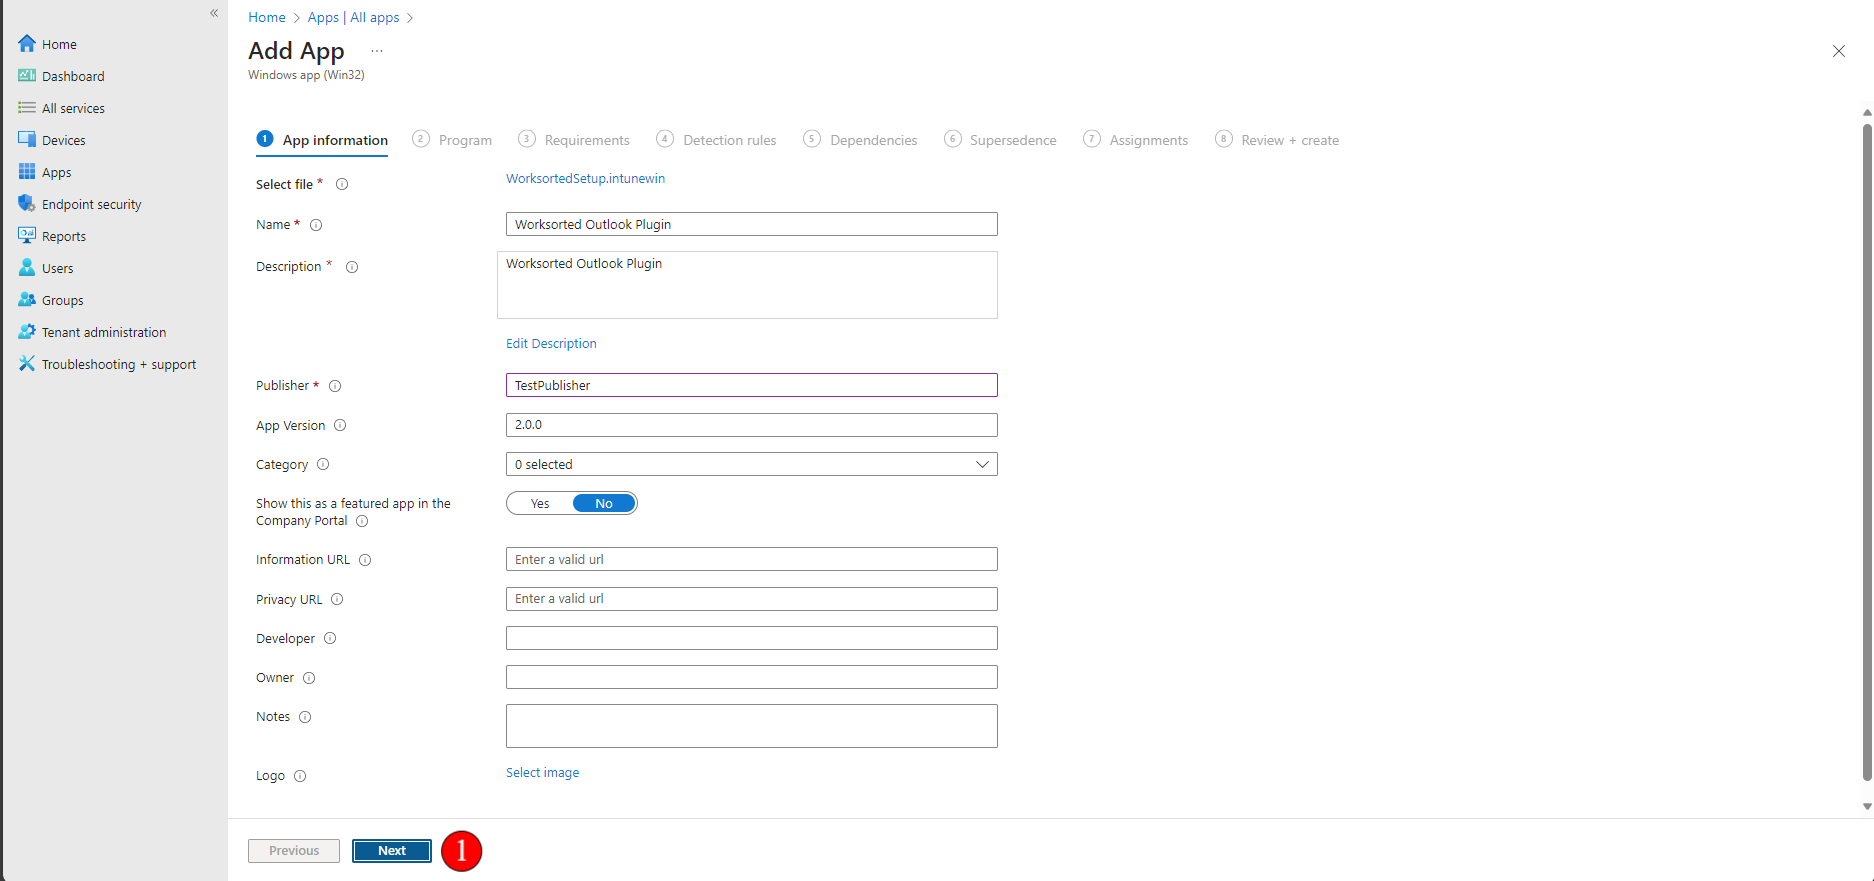 «
Home
Dashboard
All services
Devices
Apps
Endpoint security
Reports
Users
Groups
Tenant administration
Troubleshooting + support
Home > Apps | All apps >
Add App ...
Windows app (Win32)
1 App information 2 Program 3 Requirements 4 Detection rules 5 Dependencies 6 Supersedence 7 Assignments 8 Review + create
Select file * WorksortedSetup.intunewin
Name * Worksorted Outlook Plugin
Description * Worksorted Outlook Plugin
Edit Description
Publisher * TestPublisher
App Version 2.0.0
Category 0 selected
Show this as a featured app in the
Company Portal
Yes No
Information URL Enter a valid url
Privacy URL Enter a valid url
Developer
Owner
Notes
Logo Select image
Previous Next 1